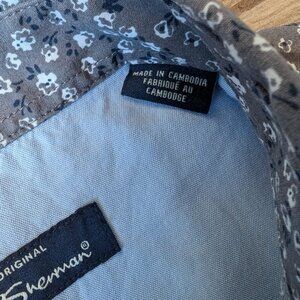 MADE IN CAMBODIA
FABRIQUÉ AU
CAMBODGE
ORIGINAL
Sherman®